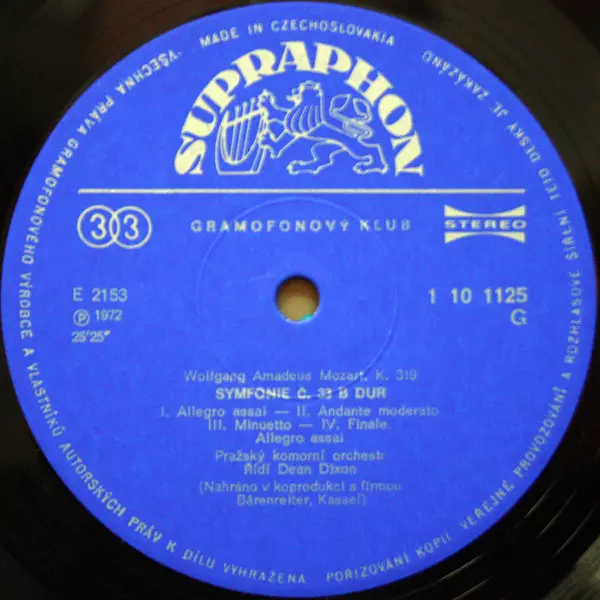 MADE IN CZECHOSLOVAKIA
VŠECHNA PRÁVA GRAMOFONOVÉHO VÝROBCE A VLASTNÍKŮ AUTORSKÝCH PRÁV K DÍLU VYHRAŽENA
POŘIZOVÁNÍ KOPIÍ VEŘEJNÉ PROVOZOVÁNÍ A ROZHLASOVÉ ŠÍŘENÍ TÉTO DESKY JE ZAKÁZÁNO
SUPRAPHON
33 GRAMOFONOVÝ KLUB STEREO
E 2153
1 10 1125
Ⓟ 1972
G
25'25"
Wolfgang Amadeus Mozart, K. 319
SYMFONIE Č. 33 B DUR
I. Allegro assai — II. Andante moderato
III. Minuetto — IV. Finale.
Allegro assai
Pražský komorní orchestr
Řídí Dean Dixon
(Nahráno v koprodukci s firmou
Bärenreiter, Kassel)